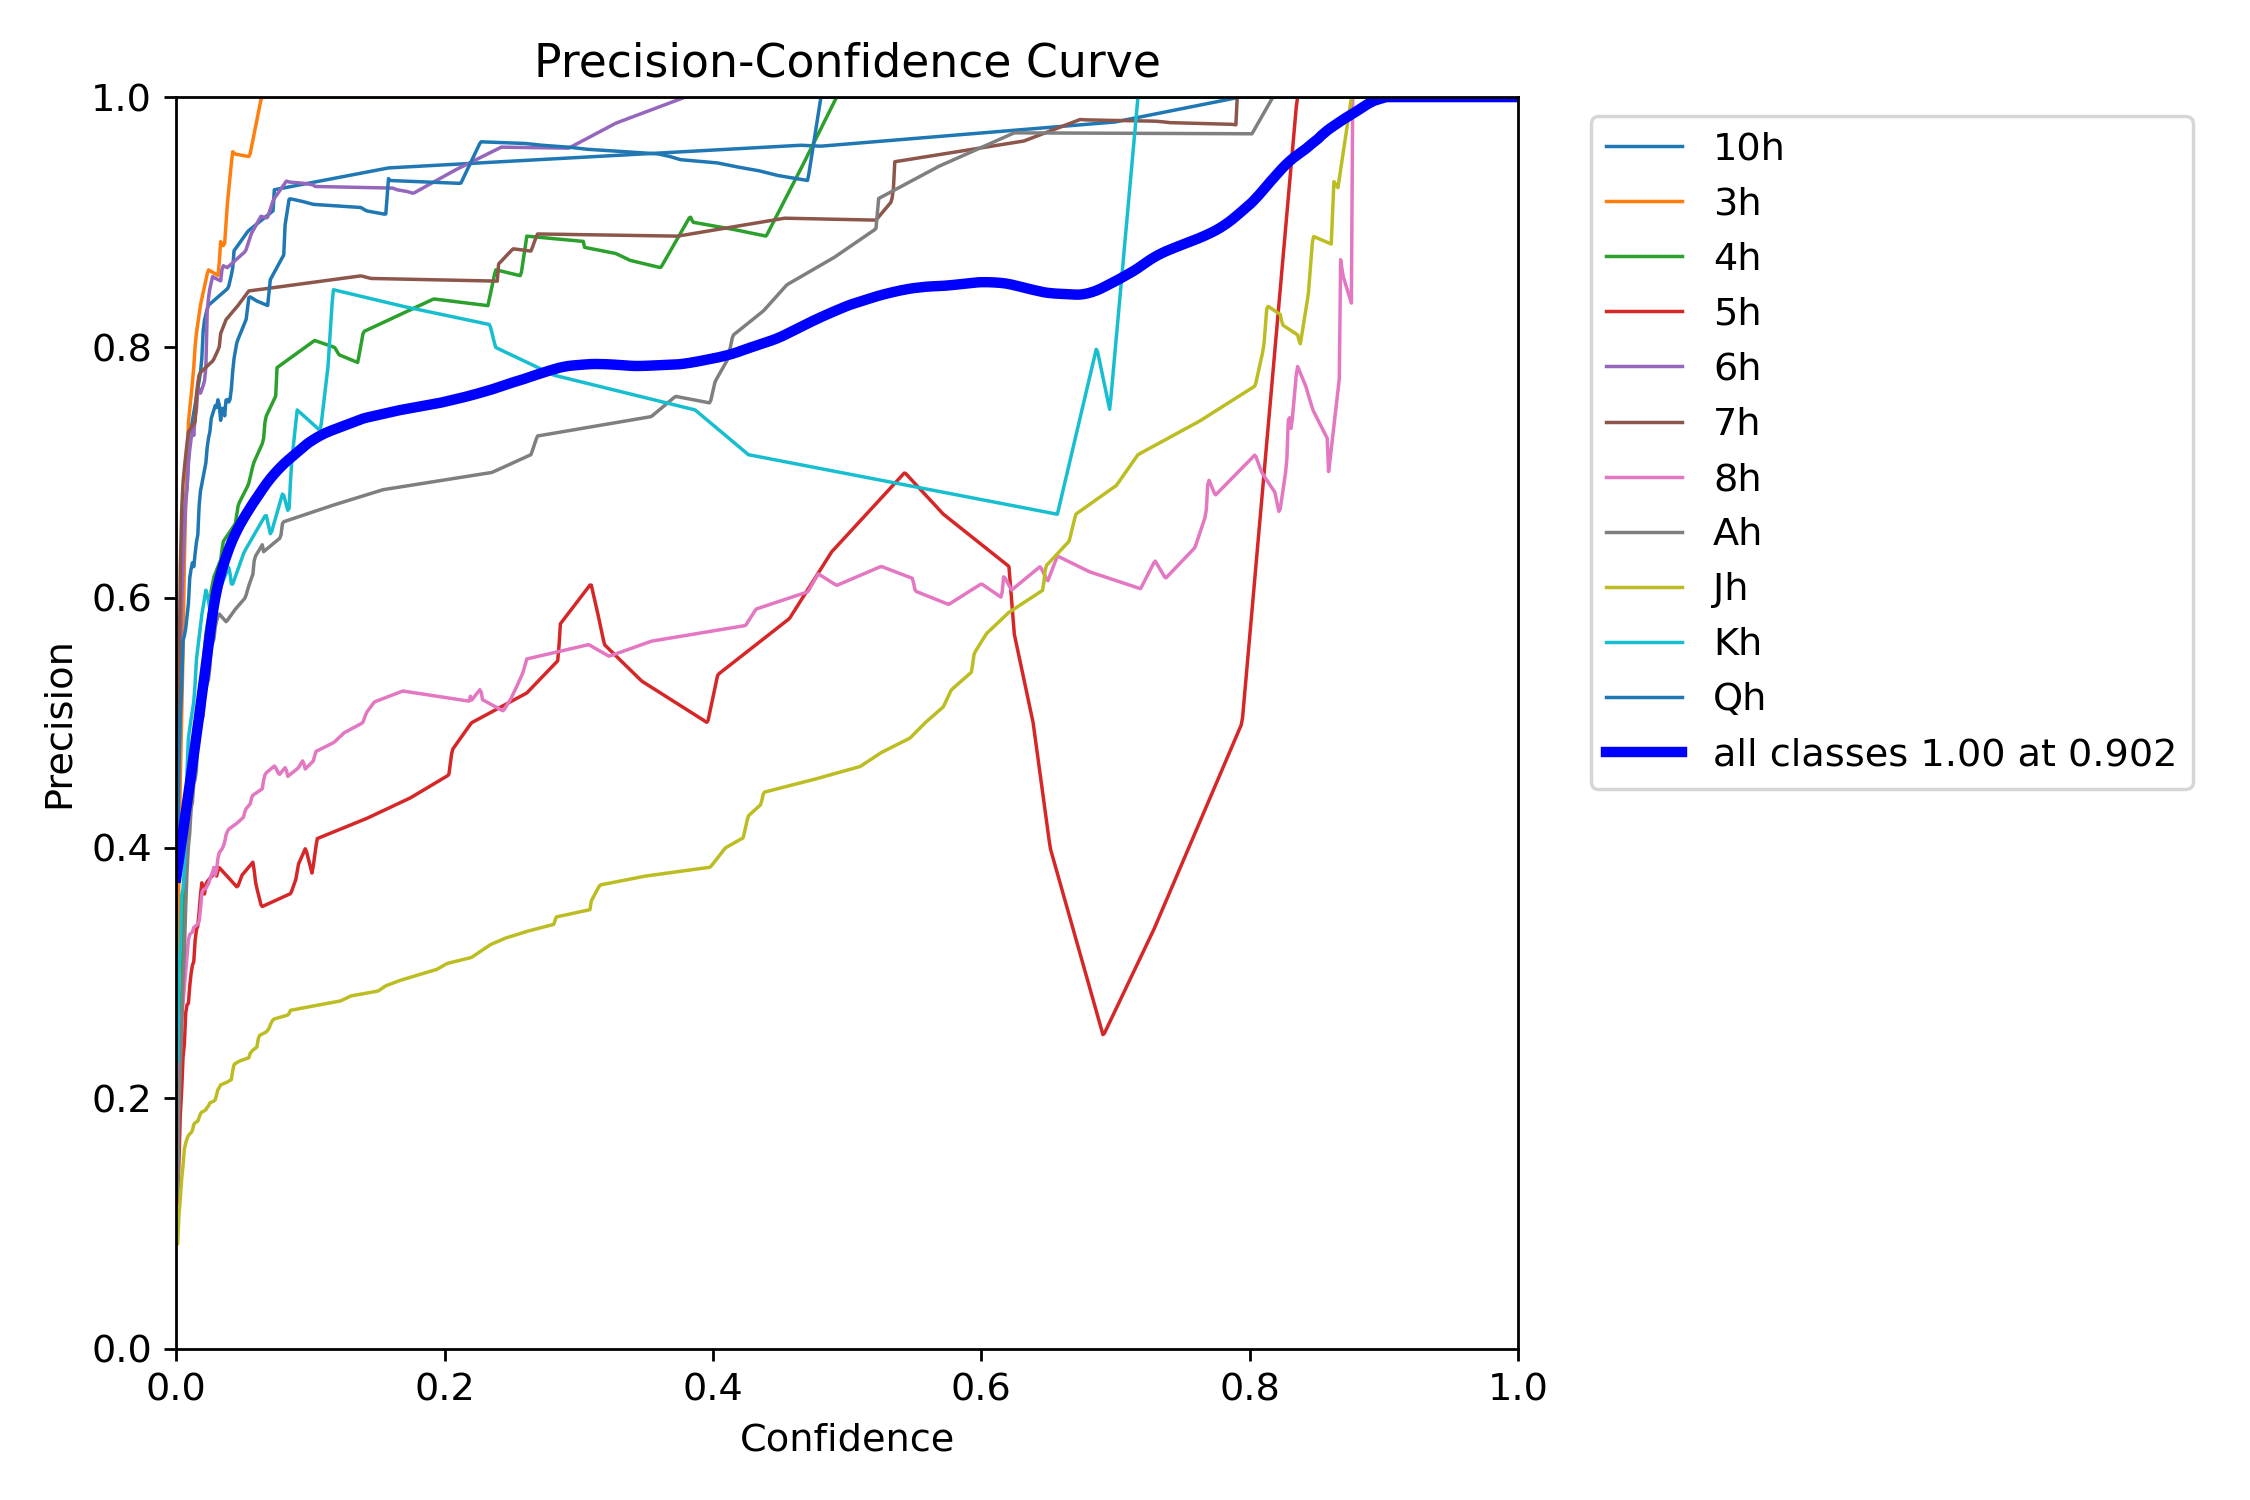 Precision-Confidence Curve
1.0
0.8
0.6
0.4
0.2
0.0
Precision
0.0 0.2 0.4 0.6 0.8 1.0
Confidence
10h
3h
4h
5h
6h
7h
8h
Ah
Jh
Kh
Qh
all classes 1.00 at 0.902